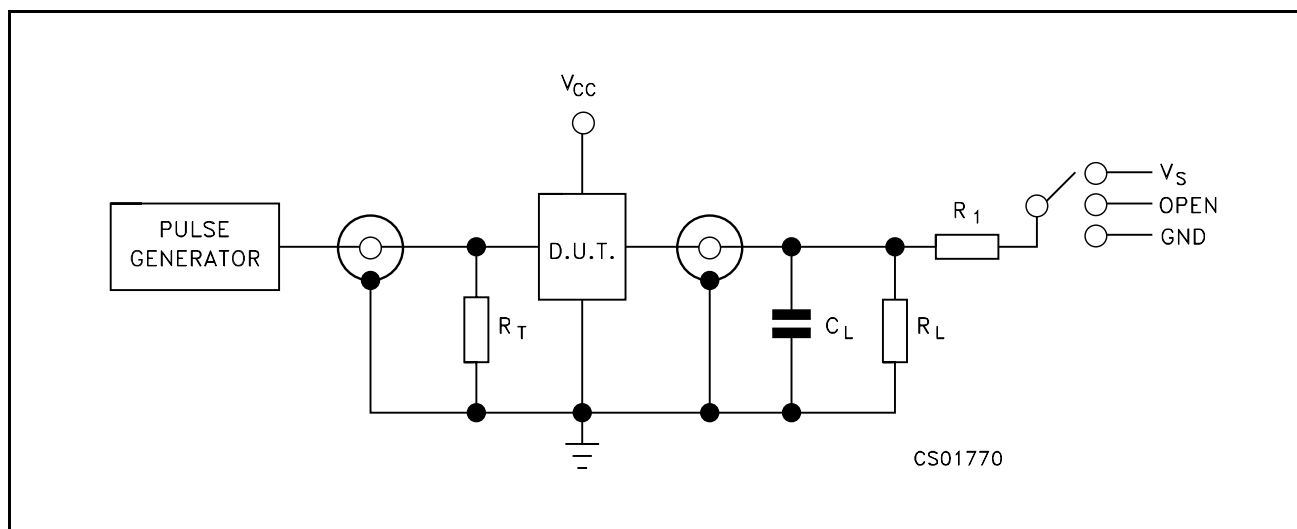 VCC
PULSE
GENERATOR
D.U.T.
RT
CL
RL
R1
VS
OPEN
GND
CS01770